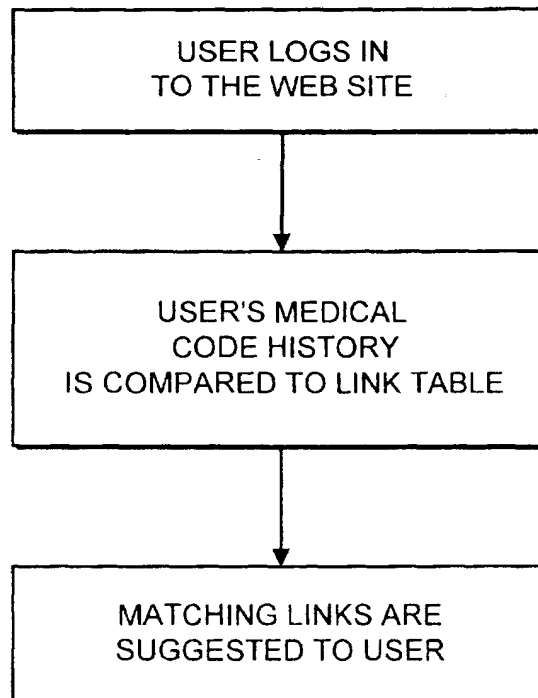 USER LOGS IN
TO THE WEB SITE
USER'S MEDICAL
CODE HISTORY
IS COMPARED TO LINK TABLE
MATCHING LINKS ARE
SUGGESTED TO USER